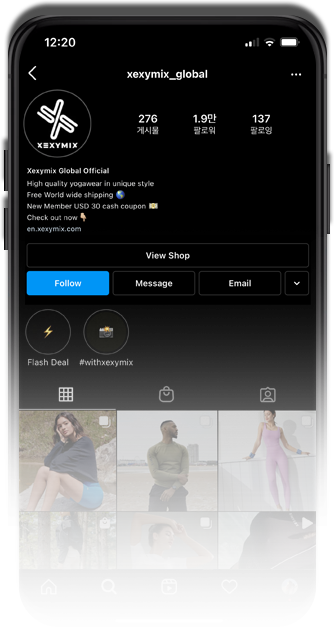 12:20
xexymix_global
XEXYMIX
276 1.9만 137
게시물 팔로워 팔로잉
Xexymix Global Official
High quality yogawear in unique style
Free World wide shipping 🌎
New Member USD 30 cash coupon 💴
Check out now 👇🏻
en.xexymix.com
View Shop
Follow Message Email
Flash Deal #withxexymix